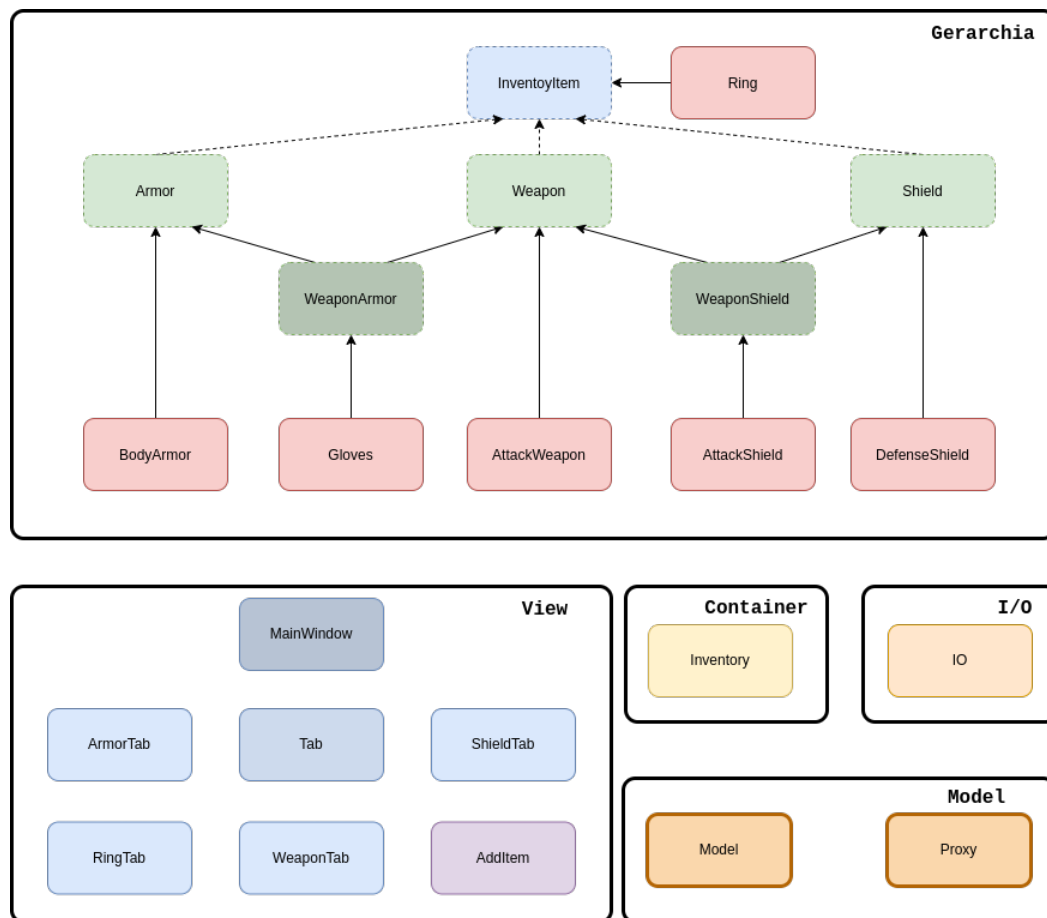 Gerarchia
InventoyItem
Ring
Armor
Weapon
Shield
WeaponArmor
WeaponShield
BodyArmor
Gloves
AttackWeapon
AttackShield
DefenseShield
View
MainWindow
ArmorTab
Tab
ShieldTab
RingTab
WeaponTab
AddItem
Container
Inventory
I/O
IO
Model
Model
Proxy